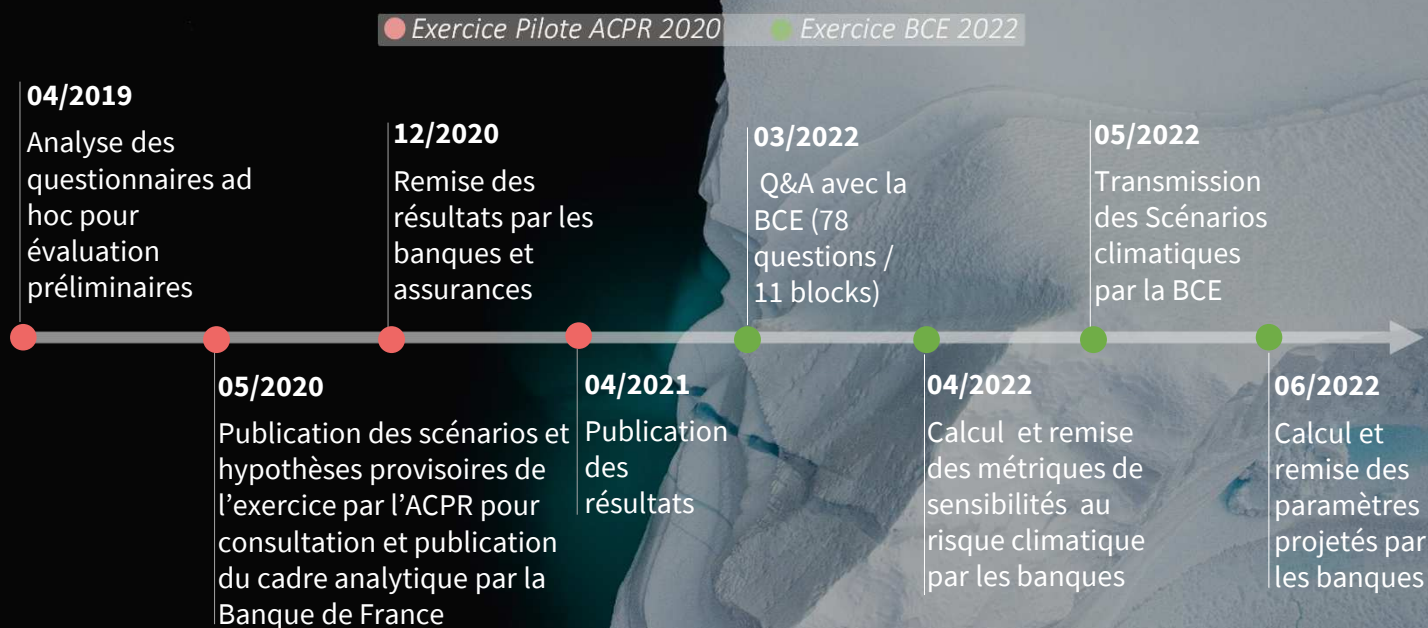 Exercice Pilote ACPR 2020 Exercice BCE 2022
04/2019
Analyse des
questionnaires ad
hoc pour
évaluation
préliminaires
12/2020
Remise des
résultats par les
banques et
assurances
03/2022
Q&A avec la
BCE (78
questions /
11 blocks)
05/2022
Transmission
des Scénarios
climatiques
par la BCE
05/2020
Publication des scénarios et
hypothèses provisoires de
l’exercice par l’ACPR pour
consultation et publication
du cadre analytique par la
Banque de France
04/2021
Publication
des
résultats
04/2022
Calcul et remise
des métriques de
sensibilités au
risque climatique
par les banques
06/2022
Calcul et
remise des
paramètres
projetés par
les banques